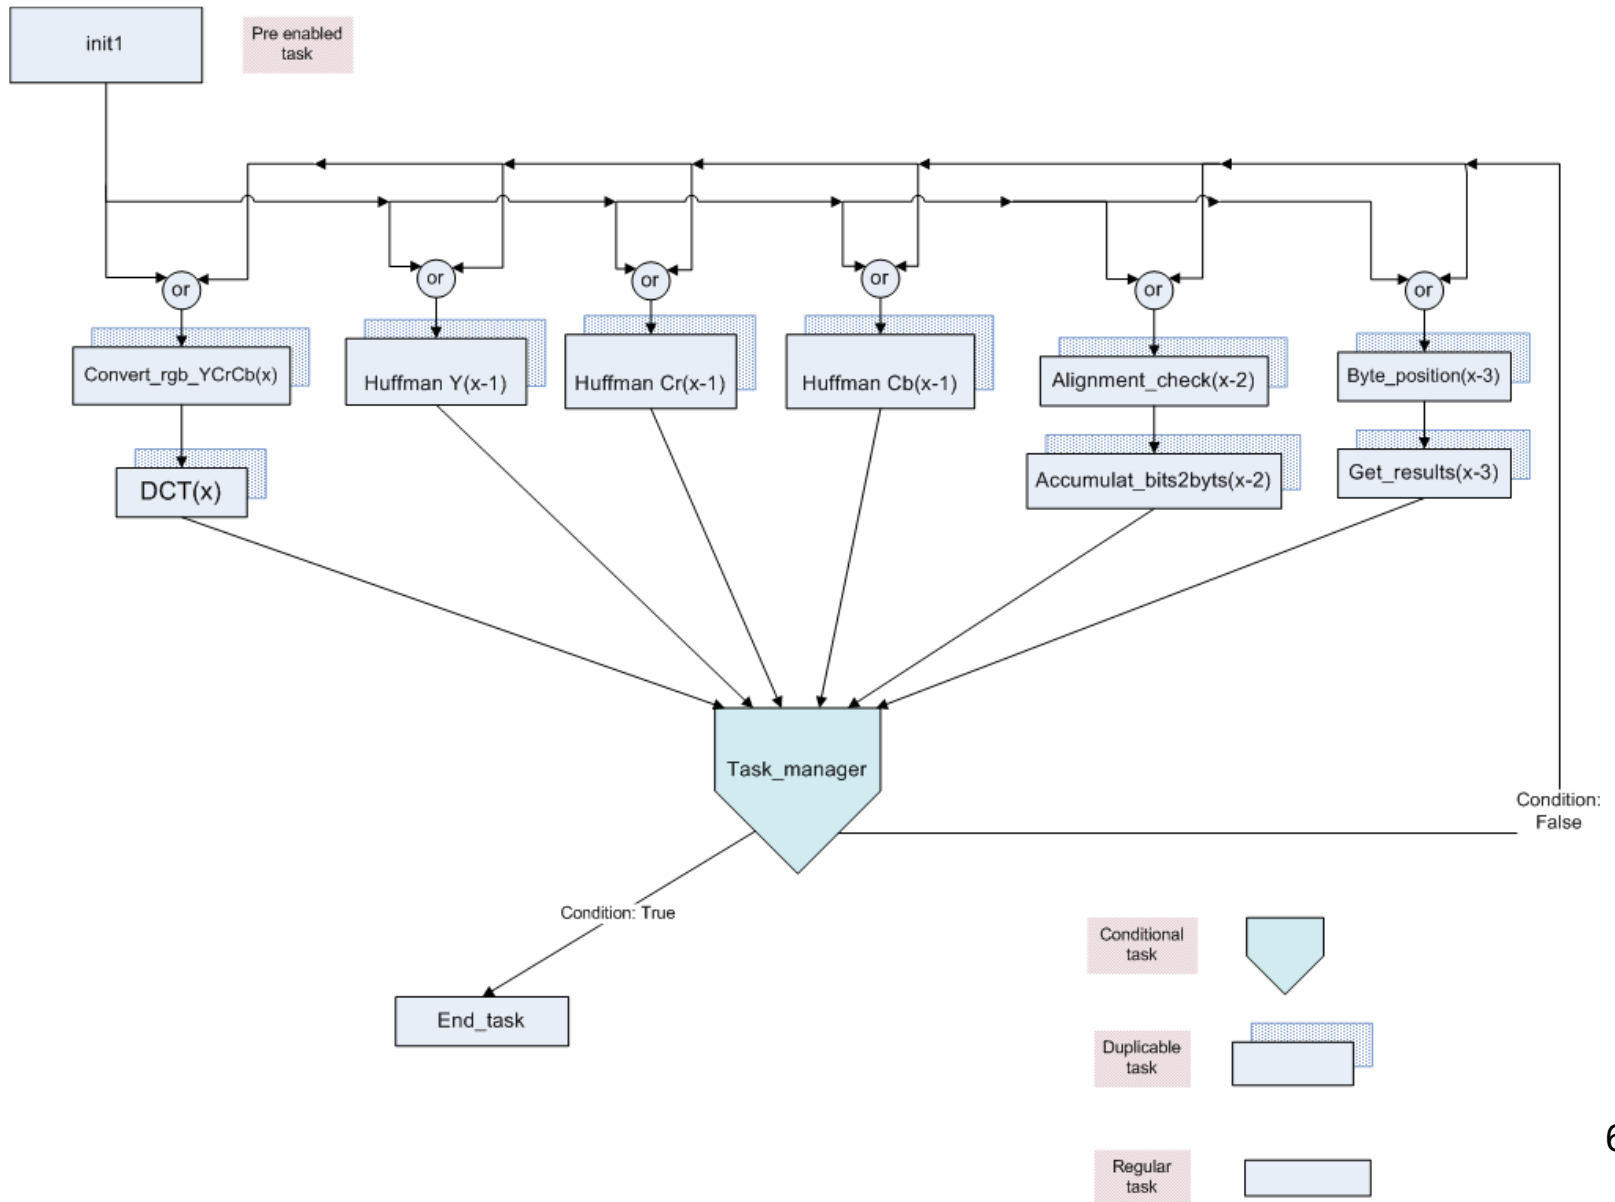 init1
Pre enabled
task
or
or
or
or
or
or
Convert_rgb_YCrCb(x)
Huffman Y(x-1)
Huffman Cr(x-1)
Huffman Cb(x-1)
Alignment_check(x-2)
Byte_position(x-3)
DCT(x)
Accumulat_bits2byts(x-2)
Get_results(x-3)
Task_manager
Condition:
False
Condition: True
End_task
Conditional
task
Duplicable
task
Regular
task
6